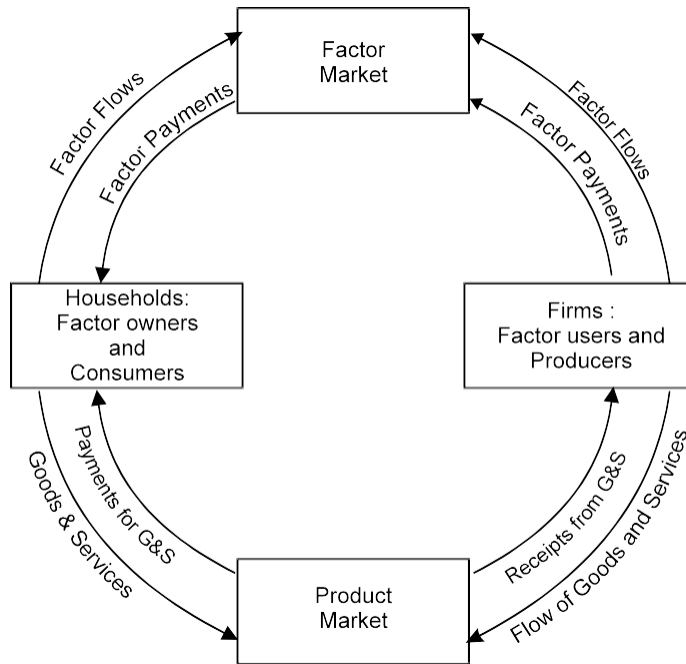 Factor
Market
Factor Flows
Factor Payments
Factor Payments
Factor Flows
Households:
Factor owners
and
Consumers
Firms :
Factor users and
Producers
Goods & Services
Payments for G&S
Receipts from G&S
Flow of Goods and Services
Product
Market